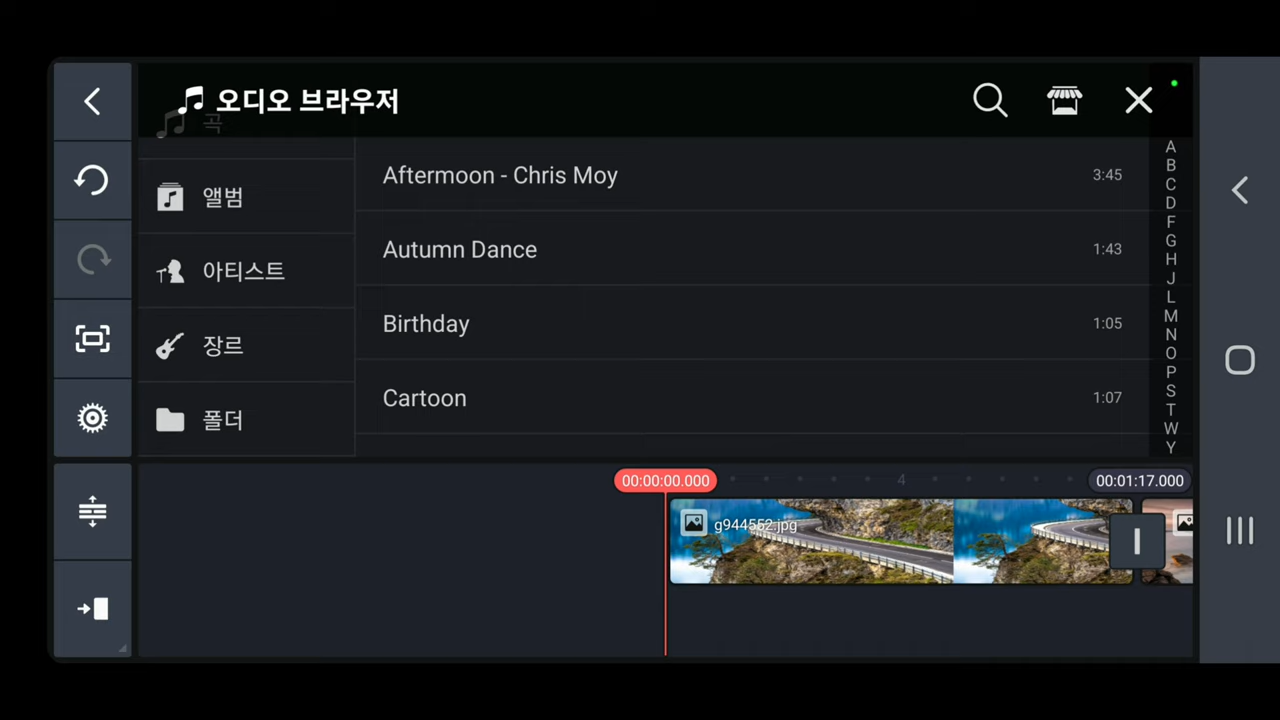 오디오 브라우저
곡
앨범
아티스트
장르
폴더
Aftermoon - Chris Moy 3:45
Autumn Dance 1:43
Birthday 1:05
Cartoon 1:07
A
B
C
D
F
G
H
J
L
M
N
O
P
S
T
W
Y
00:00:00.000 4 00:01:17.000
g944552.jpg